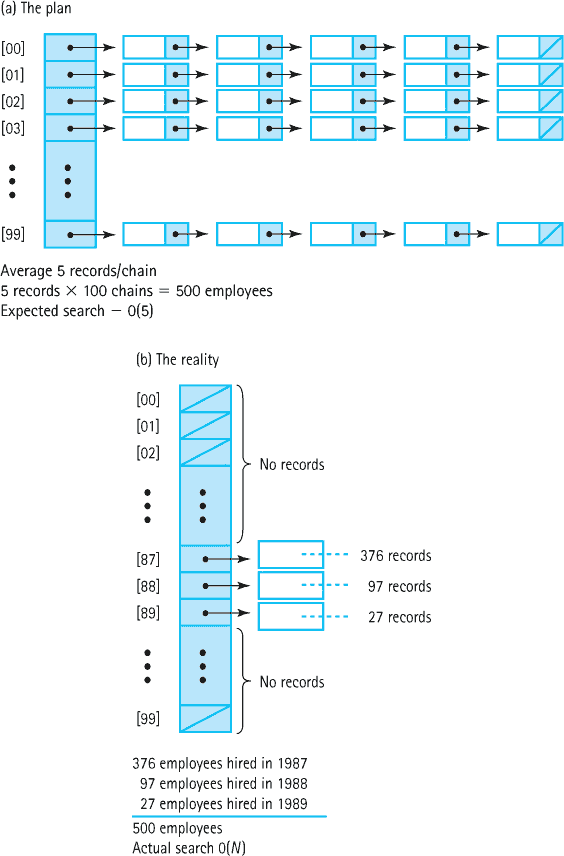 (a) The plan
[00]
[01]
[02]
[03]
[99]
Average 5 records/chain
5 records × 100 chains = 500 employees
Expected search – O(5)
(b) The reality
[00]
[01]
[02]
No records
[87]
376 records
[88]
97 records
[89]
27 records
No records
[99]
376 employees hired in 1987
97 employees hired in 1988
27 employees hired in 1989
500 employees
Actual search O(N)